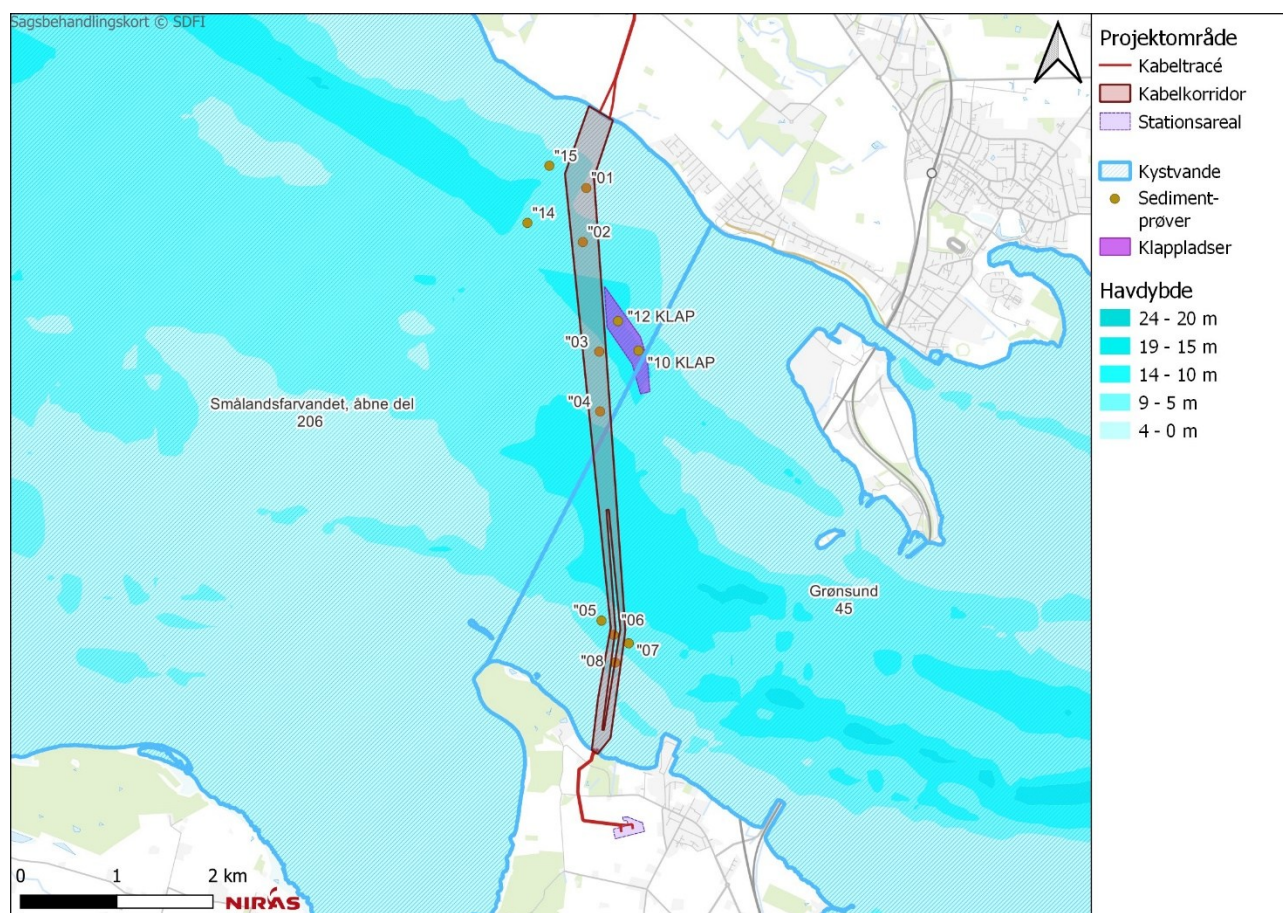 Sagsbehandlingskort © SDFI
"15
"01
"14
"02
"12 KLAP
"03
"10 KLAP
"04
Smålandsfarvandet, åbne del
206
Grønsund
45
"05
"06
"07
"08
0 1 2 km
NIRAS
Projektområde
Kabeltracé
Kabelkorridor
Stationsareal
Kystvande
Sediment-
prøver
Klappladser
Havdybde
24 - 20 m
19 - 15 m
14 - 10 m
9 - 5 m
4 - 0 m